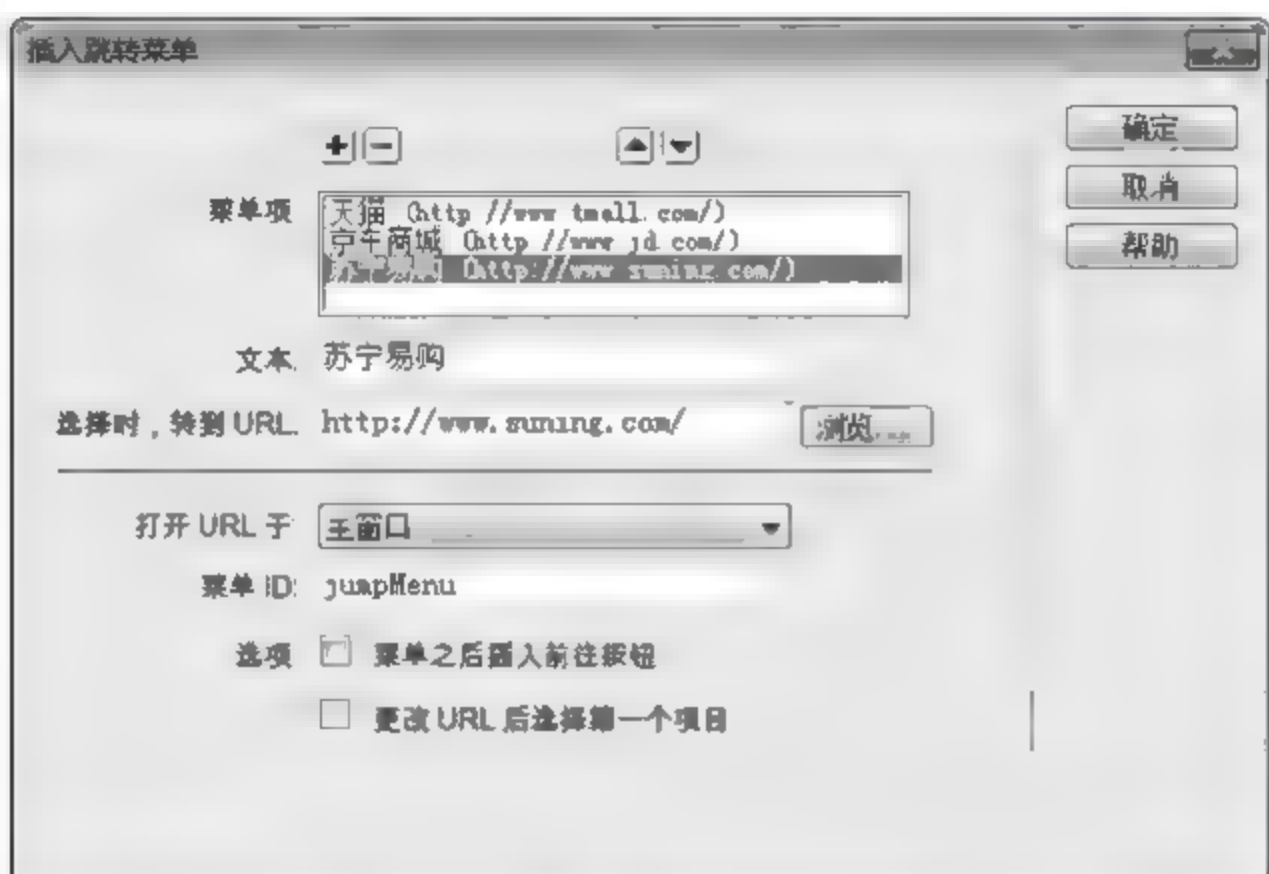 插入跳转菜单
确定
取消
帮助
菜单项
天猫 (http://www.tmall.com/)
京东商城 (http://www.jd.com/)
苏宁易购 (http://www.suning.com/)
文本: 苏宁易购
选择时，转到 URL: http://www.suning.com/ 浏览...
打开 URL 于 主窗口
菜单 ID: jumpMenu
选项 菜单之后插入前往按钮
更改 URL 后选择第一个项目